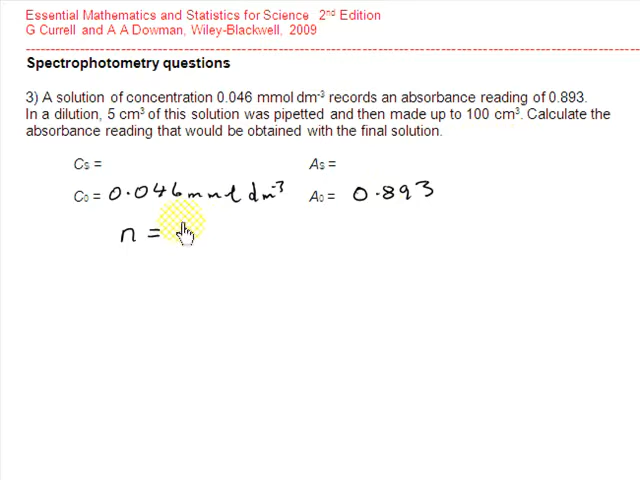 Essential Mathematics and Statistics for Science 2nd Edition
G Currell and A A Dowman, Wiley-Blackwell, 2009
Spectrophotometry questions
3) A solution of concentration 0.046 mmol dm-3 records an absorbance reading of 0.893.
In a dilution, 5 cm3 of this solution was pipetted and then made up to 100 cm3. Calculate the
absorbance reading that would be obtained with the final solution.
Cs = As =
C0 = 0.046 mml dm-3 A0 = 0.893
n =